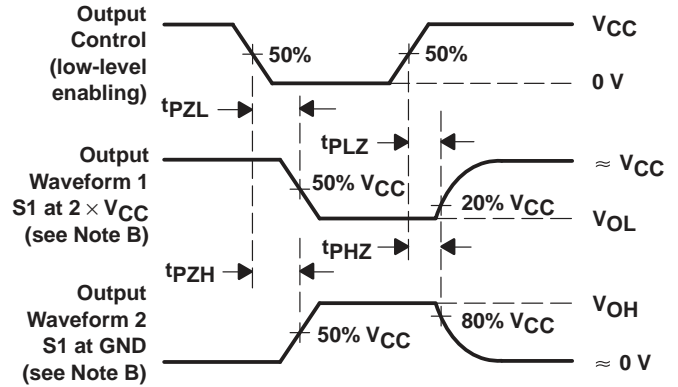 Output
Control
(low-level
enabling)
50%
50%
VCC
0 V
tPZL
tPLZ
Output
Waveform 1
S1 at 2 × VCC
(see Note B)
50% VCC
20% VCC
≈ VCC
VOL
tPZH
tPHZ
Output
Waveform 2
S1 at GND
(see Note B)
50% VCC
80% VCC
VOH
≈ 0 V